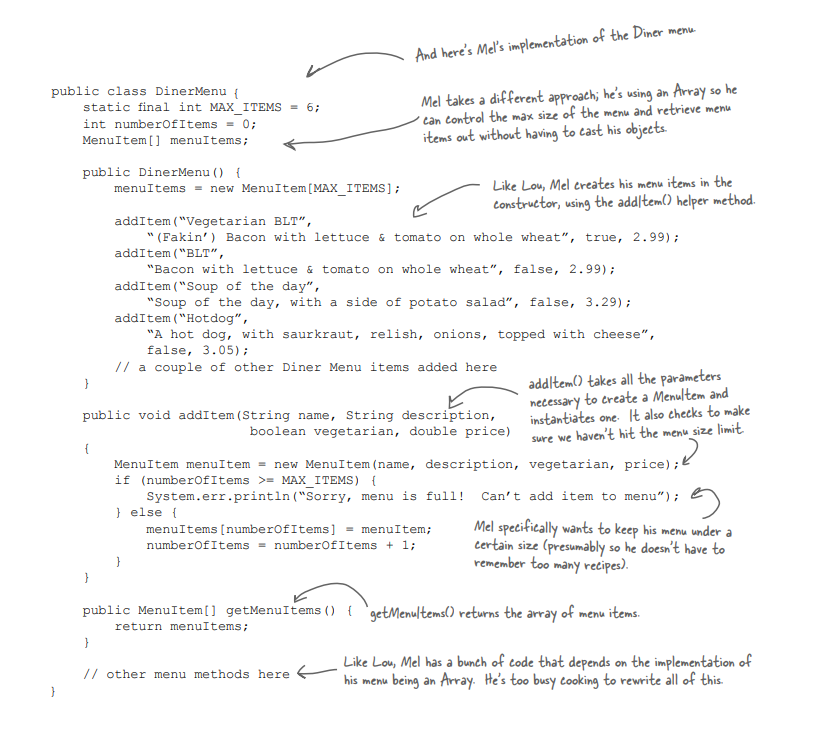 And here's Mel's implementation of the Diner menu.
public class DinerMenu {
static final int MAX_ITEMS = 6;
int numberOfItems = 0;
MenuItem[] menuItems;
Mel takes a different approach; he's using an Array so he
can control the max size of the menu and retrieve menu
items out without having to cast his objects.
public DinerMenu() {
menuItems = new MenuItem[MAX_ITEMS];
Like Lou, Mel creates his menu items in the
constructor, using the addItem() helper method.
addItem(“Vegetarian BLT”,
“(Fakin’) Bacon with lettuce & tomato on whole wheat”, true, 2.99);
addItem(“BLT”,
“Bacon with lettuce & tomato on whole wheat”, false, 2.99);
addItem(“Soup of the day”,
“Soup of the day, with a side of potato salad”, false, 3.29);
addItem(“Hotdog”,
“A hot dog, with saurkraut, relish, onions, topped with cheese”,
false, 3.05);
// a couple of other Diner Menu items added here
}
addItem() takes all the parameters
necessary to create a MenuItem and
instantiates one. It also checks to make
sure we haven't hit the menu size limit.
public void addItem(String name, String description,
boolean vegetarian, double price)
{
MenuItem menuItem = new MenuItem(name, description, vegetarian, price);
if (numberOfItems >= MAX_ITEMS) {
System.err.println(“Sorry, menu is full!  Can’t add item to menu”);
} else {
menuItems[numberOfItems] = menuItem;
numberOfItems = numberOfItems + 1;
}
}
Mel specifically wants to keep his menu under a
certain size (presumably so he doesn't have to
remember too many recipes).
public MenuItem[] getMenuItems() {
return menuItems;
}
getMenuItems() returns the array of menu items.
// other menu methods here
}
Like Lou, Mel has a bunch of code that depends on the implementation of
his menu being an Array. He's too busy cooking to rewrite all of this.